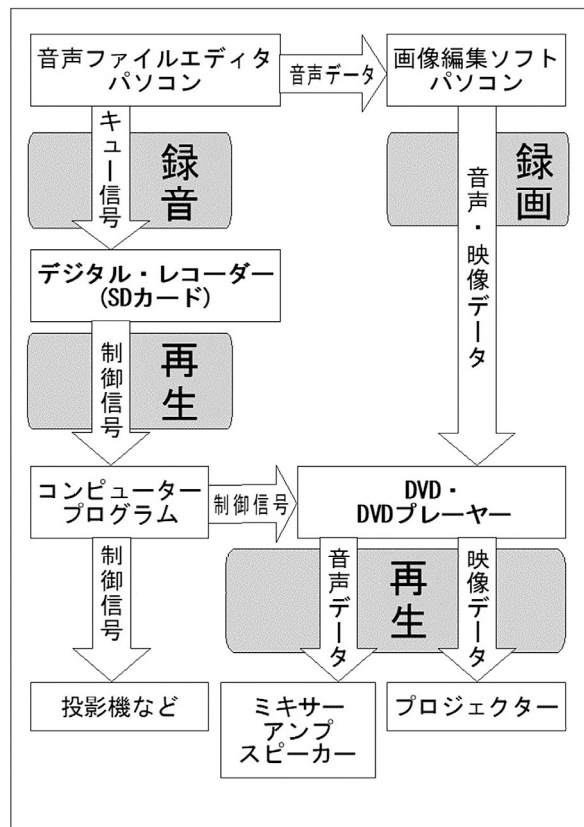 音声ファイルエディタ
パソコン
音声データ
画像編集ソフト
パソコン
キュー信号
録音
音声・映像データ
録画
デジタル・レコーダー
(SDカード)
制御信号
再生
コンピューター
プログラム
制御信号
DVD・
DVDプレーヤー
制御信号
音声データ
再生
映像データ
投影機など
ミキサー
アンプ
スピーカー
プロジェクター